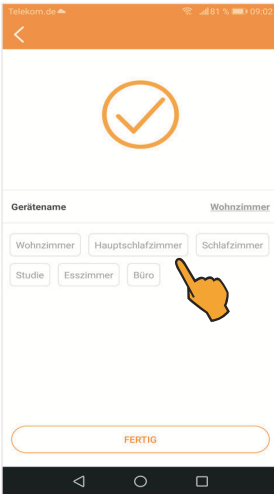 Telekom.de 81 % 09:02
Gerätename Wohnzimmer
Wohnzimmer Hauptschlafzimmer Schlafzimmer
Studie Esszimmer Büro
FERTIG